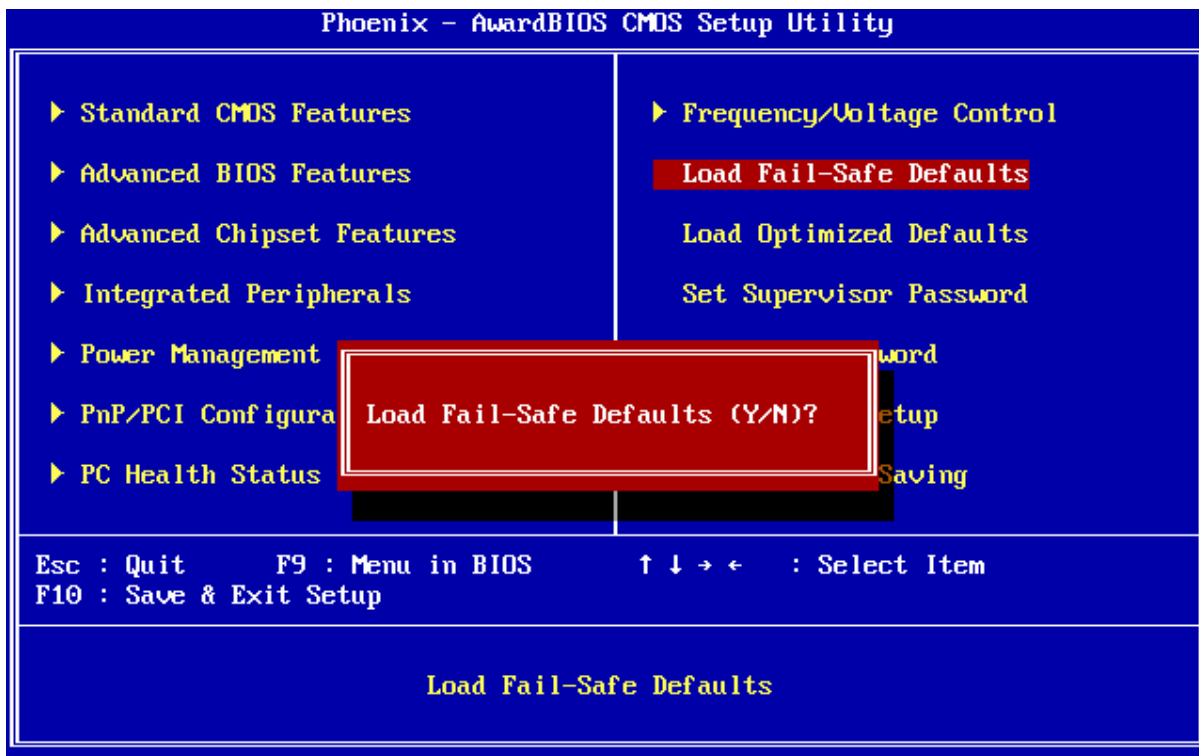 Phoenix - AwardBIOS CMOS Setup Utility
Standard CMOS Features
Advanced BIOS Features
Advanced Chipset Features
Integrated Peripherals
Power Management
PnP/PCI Configura
PC Health Status
Frequency/Voltage Control
Load Fail-Safe Defaults
Load Optimized Defaults
Set Supervisor Password
word
etup
Saving
Load Fail-Safe Defaults (Y/N)?
Esc : Quit F9 : Menu in BIOS ↑ ↓ → ← : Select Item
F10 : Save & Exit Setup
Load Fail-Safe Defaults